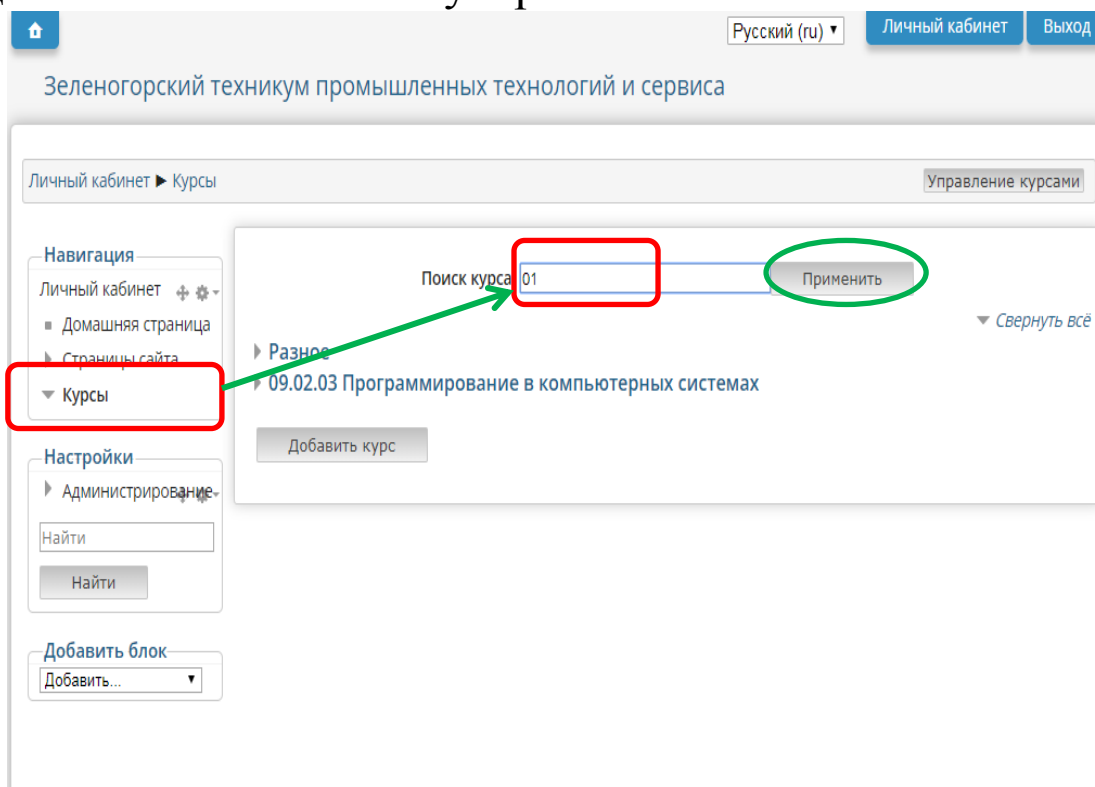 Русский (ru)
Личный кабинет
Выход
Зеленогорский техникум промышленных технологий и сервиса
Личный кабинет ► Курсы
Управление курсами
Навигация
Личный кабинет
Домашняя страница
Страницы сайта
Курсы
Поиск курса 01
Применить
Свернуть всё
Разное
09.02.03 Программирование в компьютерных системах
Добавить курс
Настройки
Администрирование
Найти
Найти
Добавить блок
Добавить...